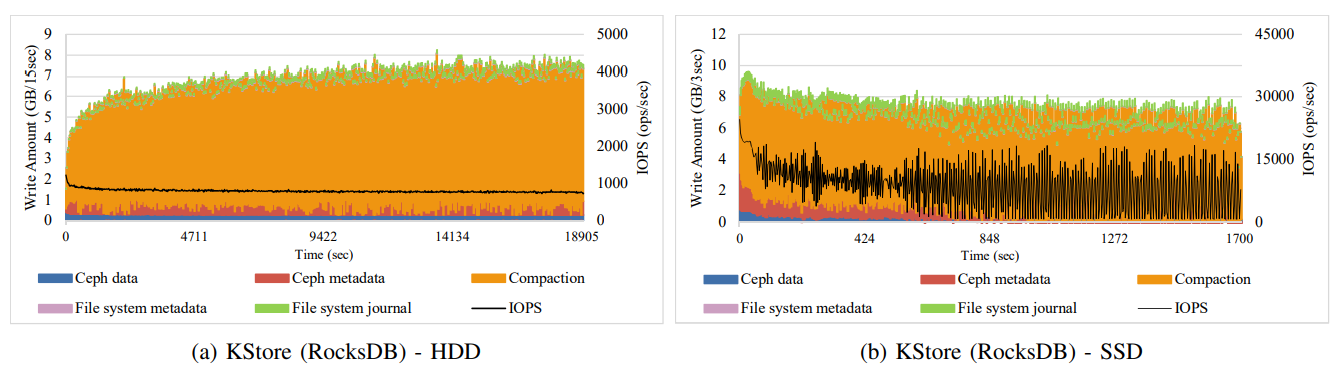 9
8
7
6
5
4
3
2
1
0
Write Amount (GB/15sec)
5000
4000
3000
2000
1000
0
IOPS (ops/sec)
0 4711 9422 14134 18905
Time (sec)
Ceph data Ceph metadata Compaction
File system metadata File system journal IOPS
(a) KStore (RocksDB) - HDD
12
10
8
6
4
2
0
Write Amount (GB/3sec)
45000
30000
15000
0
IOPS (ops/sec)
0 424 848 1272 1700
Time (sec)
Ceph data Ceph metadata Compaction
File system metadata File system journal IOPS
(b) KStore (RocksDB) - SSD